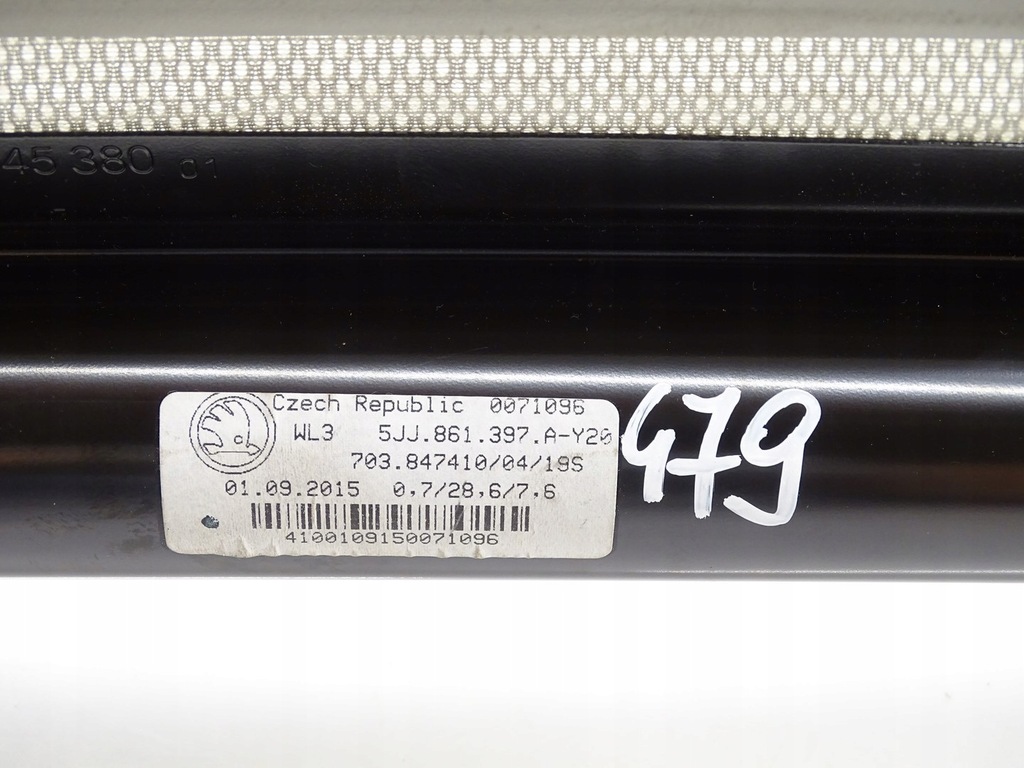 45 380 01
Czech Republic 0071096
WL3 5JJ.861.397.A-Y20
703.847410/04/19S
01.09.2015 0,7/28,6/7,6
4100109150071096
479